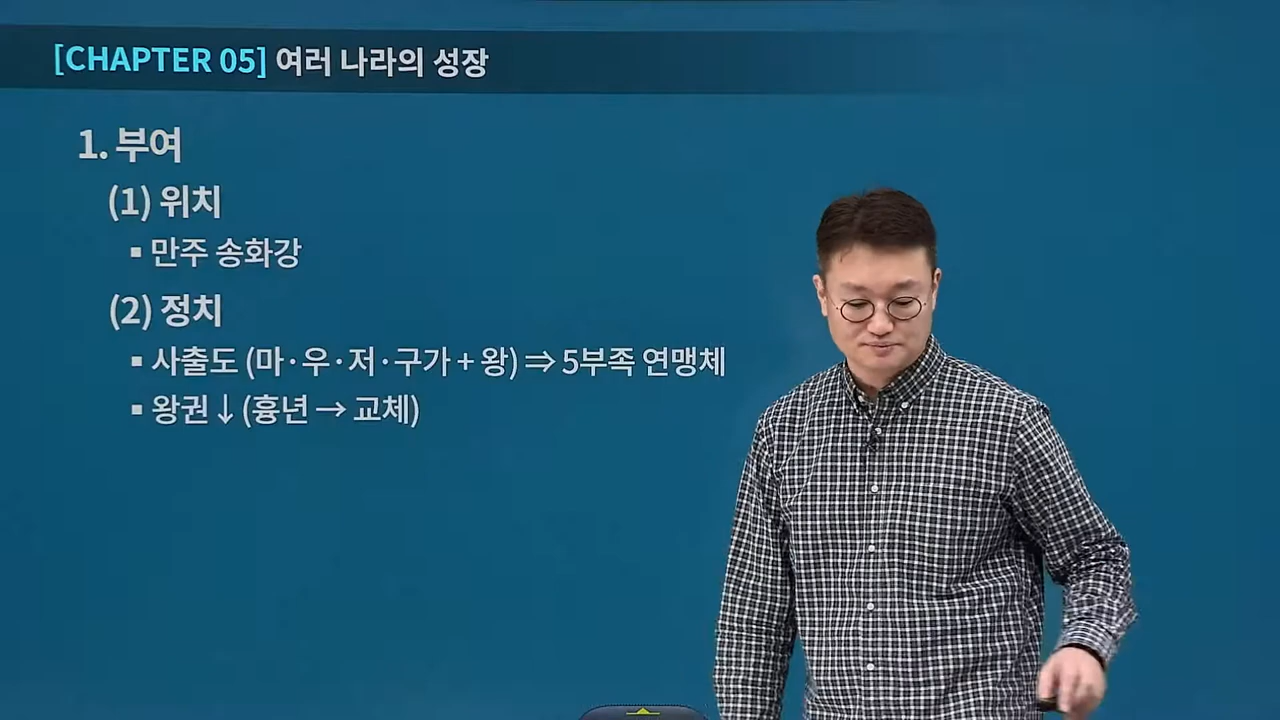 [CHAPTER 05] 여러 나라의 성장
1. 부여
(1) 위치
▪ 만주 송화강
(2) 정치
▪ 사출도 (마·우·저·구가 + 왕) ⇒ 5부족 연맹체
▪ 왕권↓(흉년 → 교체)